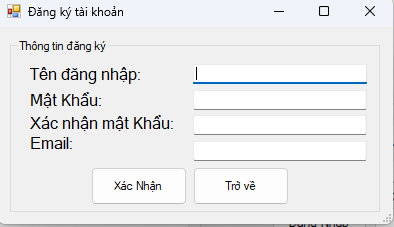 Đăng ký tài khoản
Thông tin đăng ký
Tên đăng nhập:
Mật Khẩu:
Xác nhận mật Khẩu:
Email:
Xác Nhận Trở về